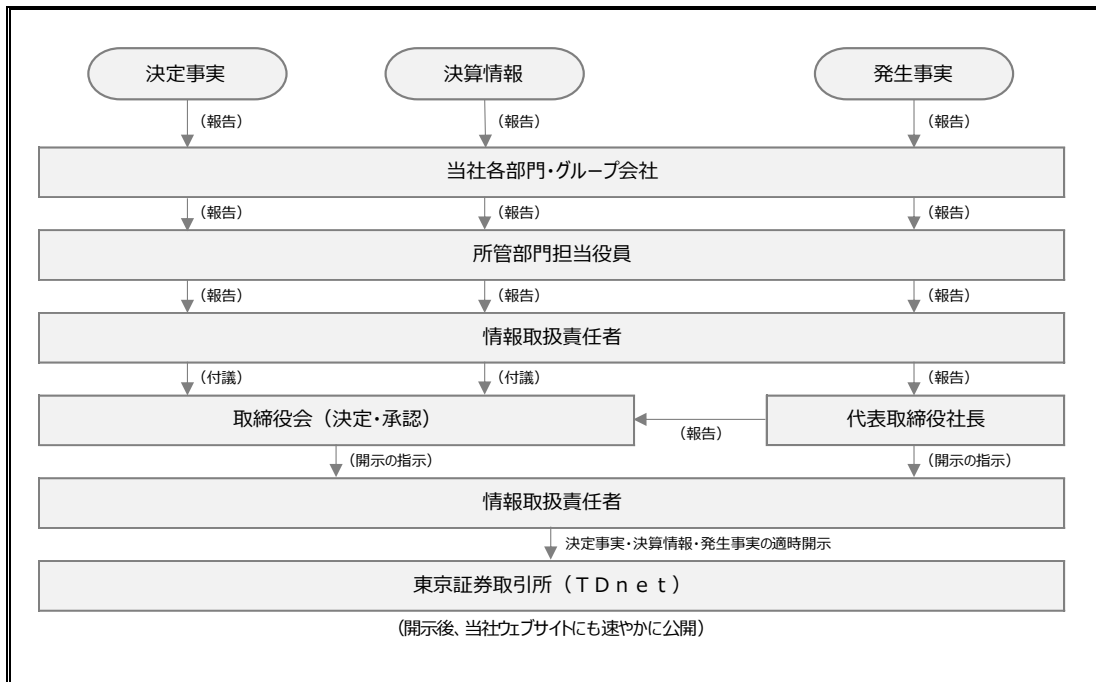 決定事実
決算情報
発生事実
（報告）
（報告）
（報告）
当社各部門・グループ会社
（報告）
（報告）
（報告）
所管部門担当役員
（報告）
（報告）
（報告）
情報取扱責任者
（付議）
（付議）
（報告）
取締役会（決定・承認）
（報告）
代表取締役社長
（開示の指示）
（開示の指示）
情報取扱責任者
決定事実・決算情報・発生事実の適時開示
東京証券取引所（ＴＤｎｅｔ）
（開示後、当社ウェブサイトにも速やかに公開）